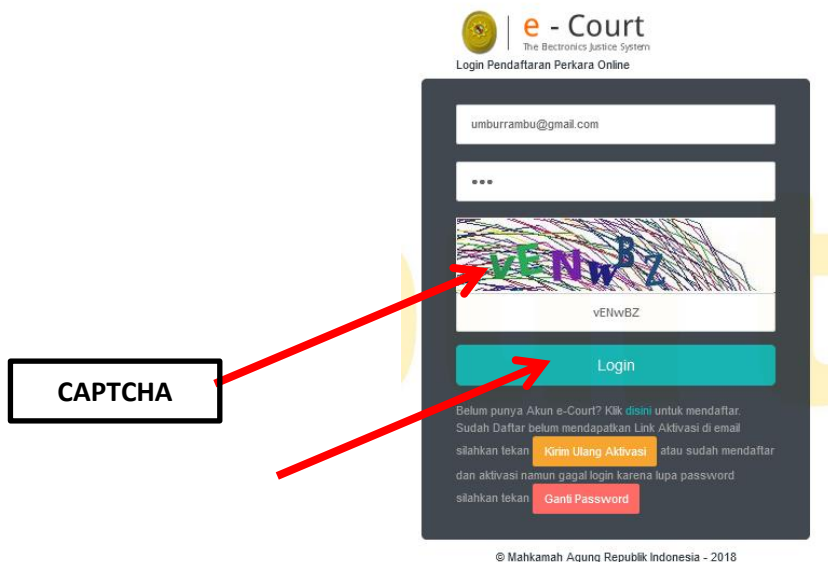 e - Court
The Electronics Justice System
Login Pendaftaran Perkara Online
umburrambu@gmail.com
vENwBZ
vENwBZ
Login
CAPTCHA
Belum punya Akun e-Court? Klik disini untuk mendaftar.
Sudah Daftar belum mendapatkan Link Aktivasi di email
silahkan tekan Kirim Ulang Aktivasi atau sudah mendaftar
dan aktivasi namun gagal login karena lupa password
silahkan tekan Ganti Password
© Mahkamah Agung Republik Indonesia - 2018